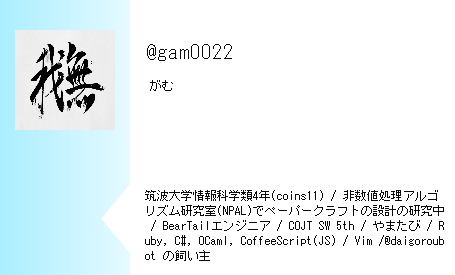 @gam0022
がむ
筑波大学情報科学類4年(coins11) / 非数値処理アルゴ
リズム研究室(NPAL)でペーパークラフトの設計の研究中
/ BearTailエンジニア / COJT SW 5th / やまたび / R
uby, C#, OCaml, CoffeeScript(JS) / Vim /@daigoroub
ot の飼い主